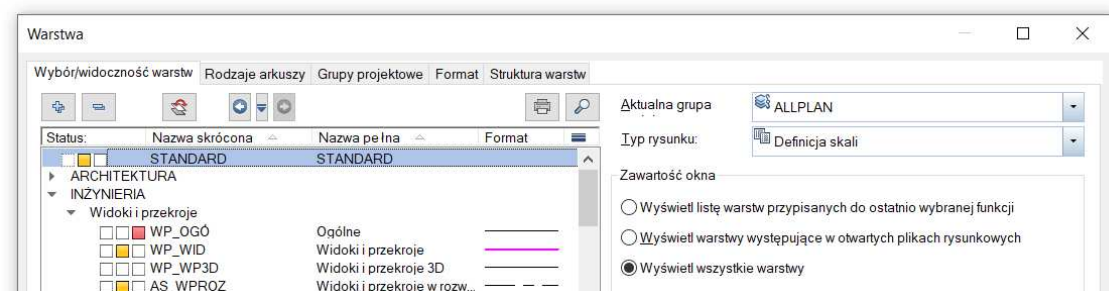 Warstwa
Wybór/widoczność warstw Rodzaje arkuszy Grupy projektowe Format Struktura warstw
Status: Nazwa skrócona Nazwa pełna Format
STANDARD STANDARD
ARCHITEKTURA
INŻYNIERIA
Widoki i przekroje
WP_OGÓ Ogólne
WP_WID Widoki i przekroje
WP_WP3D Widoki i przekroje 3D
AS_WPROZ Widoki i przekroje w rozw...
Aktualna grupa ALLPLAN
Typ rysunku: Definicja skali
Zawartość okna
Wyświetl listę warstw przypisanych do ostatnio wybranej funkcji
Wyświetl warstwy występujące w otwartych plikach rysunkowych
Wyświetl wszystkie warstwy